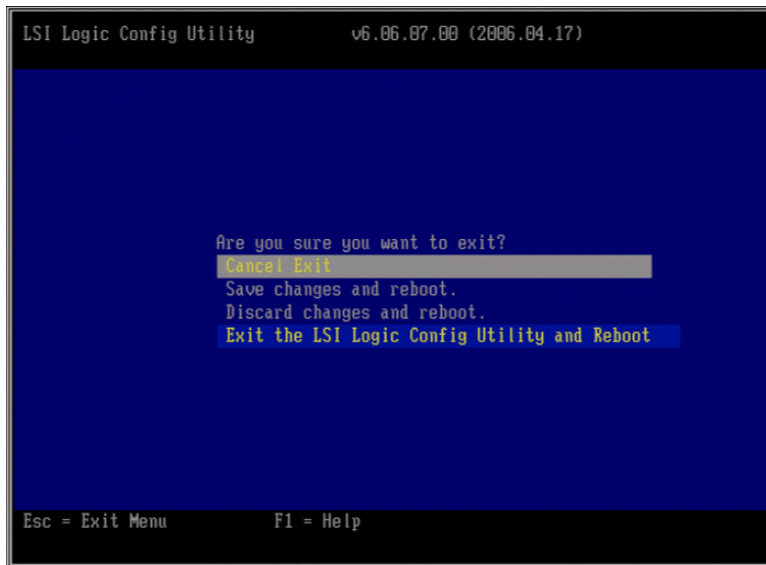 LSI Logic Config Utility v6.06.07.00 (2006.04.17)
Are you sure you want to exit?
Cancel Exit
Save changes and reboot.
Discard changes and reboot.
Exit the LSI Logic Config Utility and Reboot
Esc = Exit Menu F1 = Help